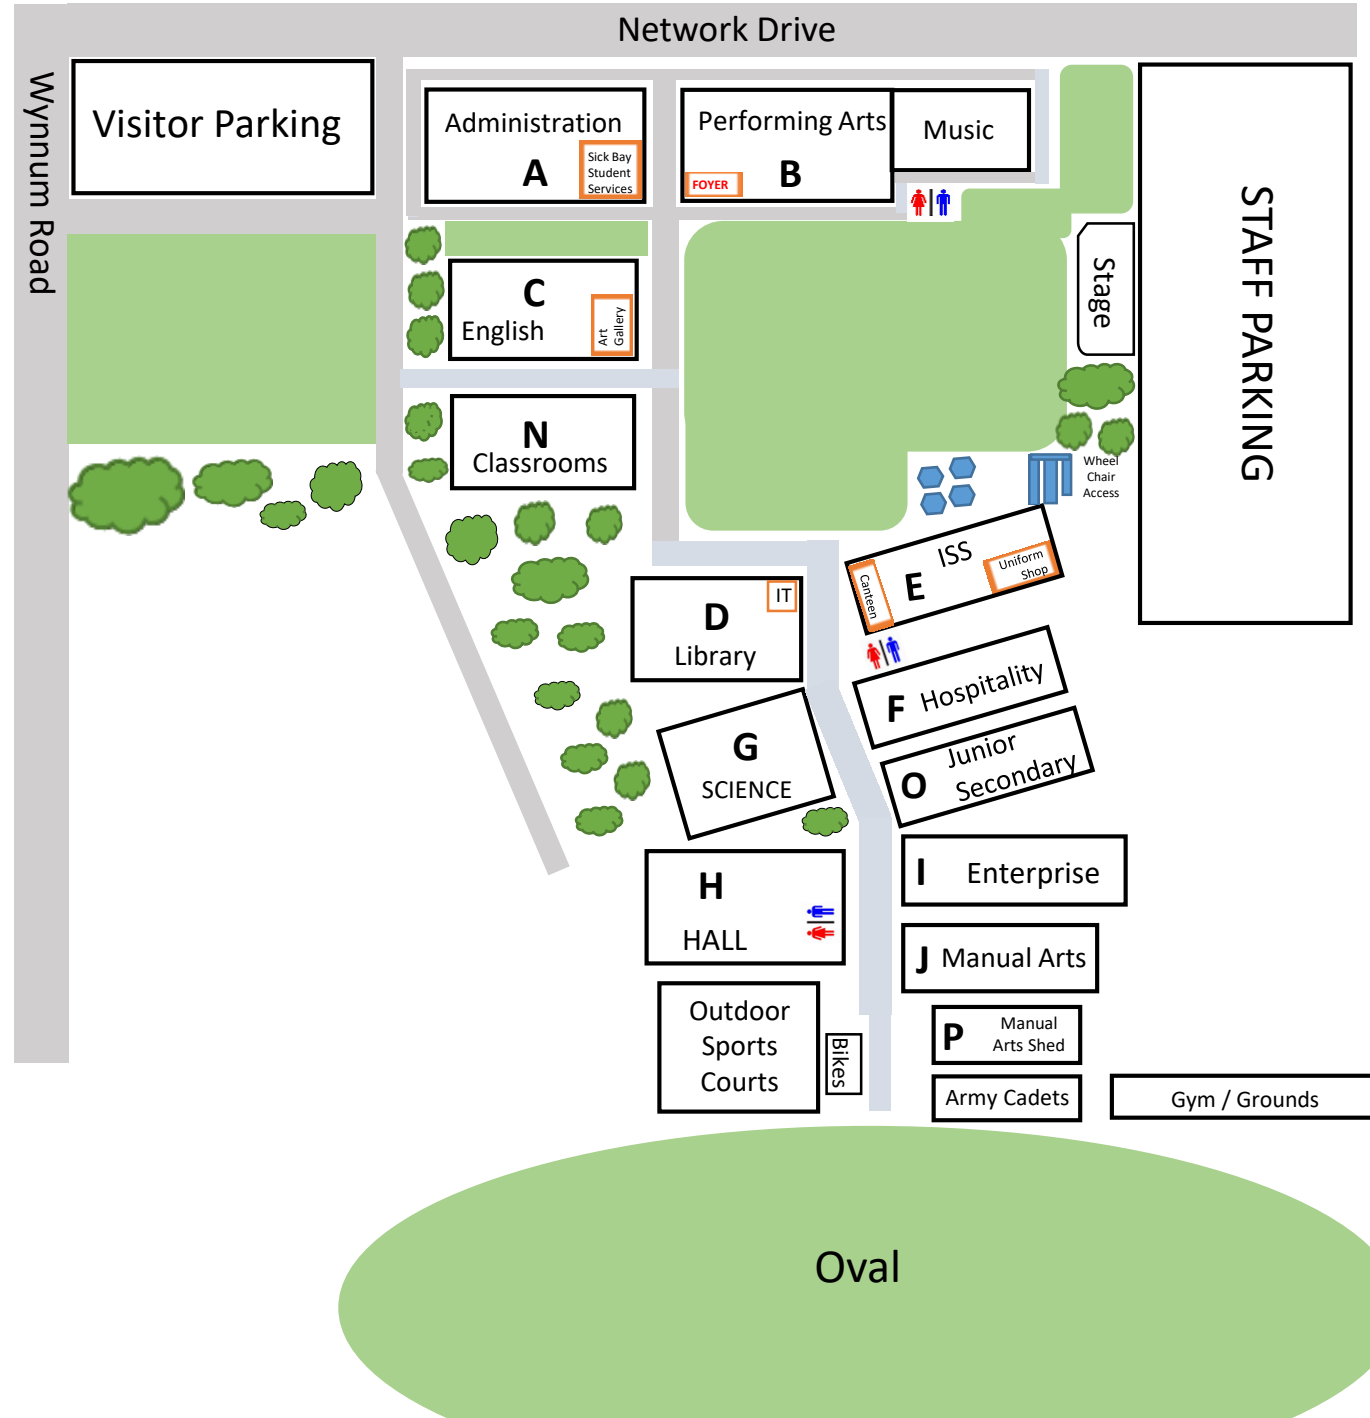 Network Drive
Wynnum Road
Visitor Parking
Administration
A
Sick Bay
Student
Services
Performing Arts
B
FOYER
Music
STAFF PARKING
Stage
C
English
Art
Gallery
N
Classrooms
Wheel
Chair
Access
ISS
E
Canteen
Uniform
Shop
D
Library
IT
F Hospitality
G
SCIENCE
O
Junior
Secondary
H
HALL
I Enterprise
J Manual Arts
Outdoor
Sports
Courts
Bikes
P
Manual
Arts Shed
Army Cadets
Gym / Grounds
Oval